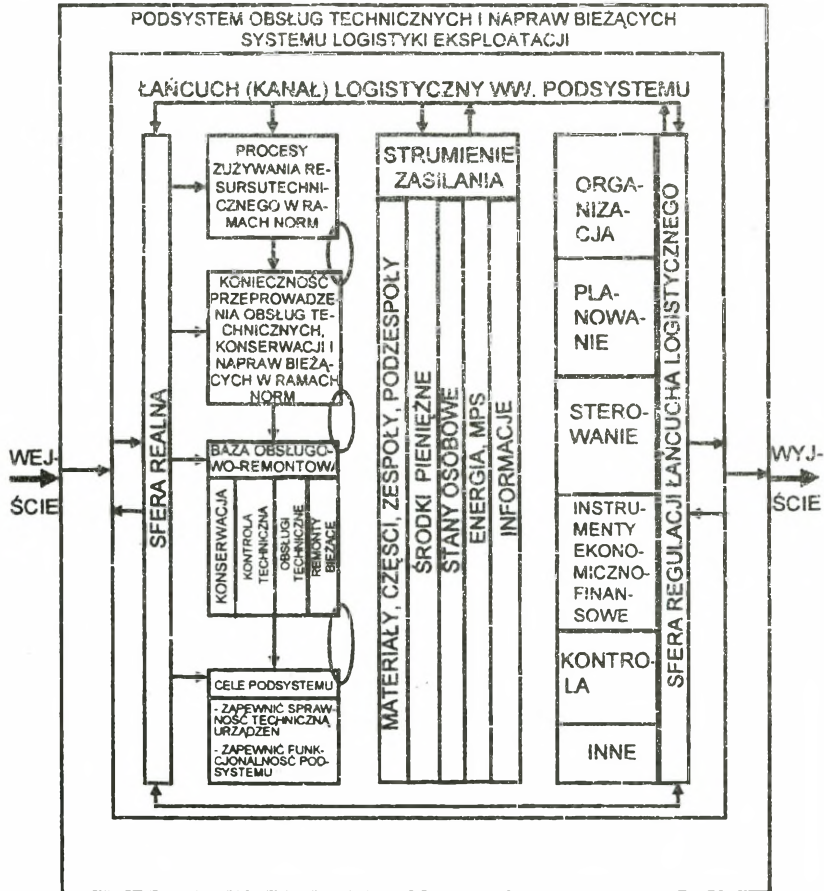 PODSYSTEM OBSŁUG TECHNICZNYCH I NAPRAW BIEŻĄCYCH
SYSTEMU LOGISTYKI EKSPLOATACJI
ŁAŃCUCH (KANAŁ) LOGISTYCZNY WW. PODSYSTEMU
WEJ-
ŚCIE
SFERA REALNA
PROCESY
ZUŻYWANIA RE-
SURSUTECHNI-
CZNEGO W RA-
MACH NORM
KONIECZNOŚĆ
PRZEPROWADZE
NIA OBSŁUG TE-
CHNICZNYCH,
KONSERWACJI I
NAPRAW BIEŻĄ-
CYCH W RAMACH
NORM
BAZA OBSŁUGO-
WO-REMONTOWA
KONSERWACJA
KONTROLA
TECHNICZNA
OBSŁUGI
TECHNICZNE
REMONTY
BIEŻĄCE
CELE PODSYSTEMU
- ZAPEWNIĆ SPRAW-
NOŚĆ TECHNICZNĄ
URZĄDZEŃ
- ZAPEWNIĆ FUNK-
CJONALNOŚĆ POD-
SYSTEMU
STRUMIENIE
ZASILANIA
MATERIAŁY, CZĘŚCI, ZESPOŁY, PODZESPOŁY
ŚRODKI PIENIĘŻNE
STANY OSOBOWE
ENERGIA, MPS
INFORMACJE
ORGA-
NIZA-
CJA
PLA-
NOWA-
NIE
STERO-
WANIE
INSTRU-
MENTY
EKONO-
MICZNO-
FINAN-
SOWE
KONTRO-
LA
INNE
SFERA REGULACJI ŁAŃCUCHA LOGISTYCZNEGO
WYJ-
ŚCIE